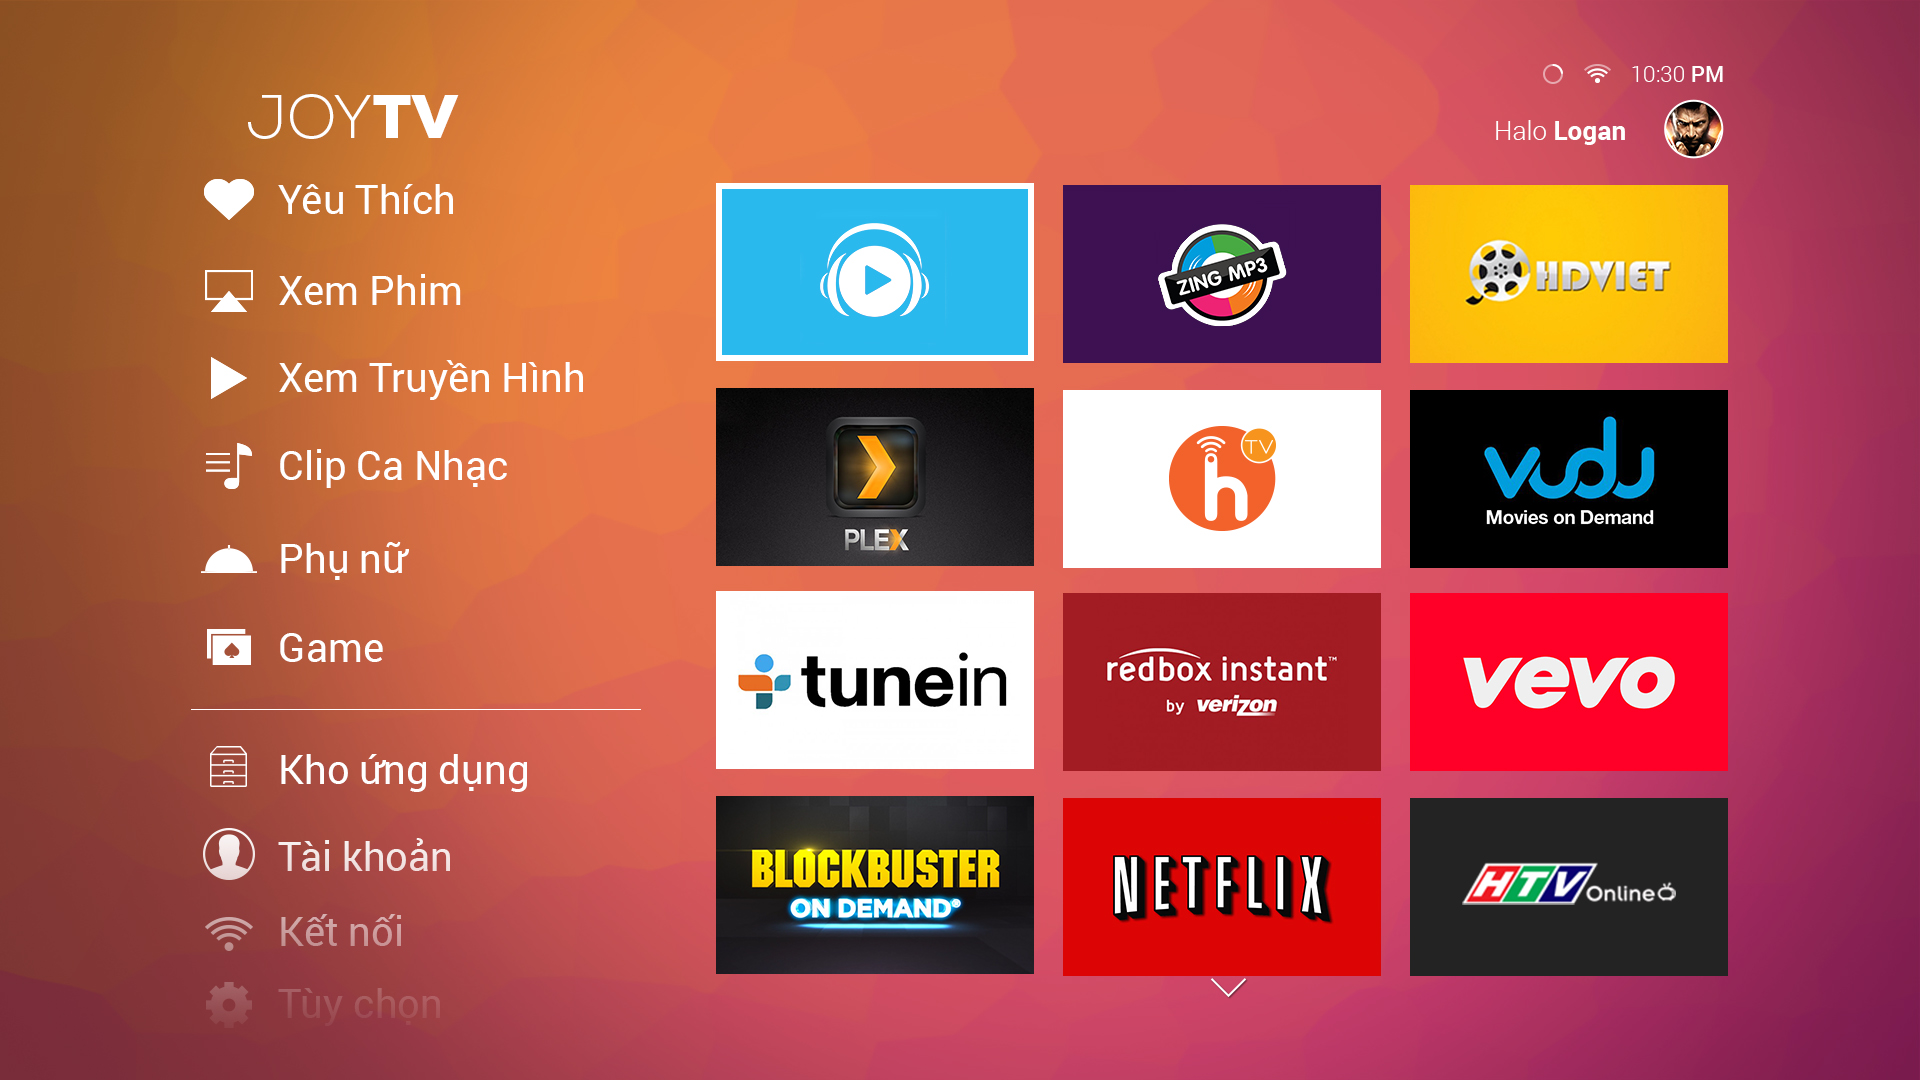 JOYTV
10:30 PM
Halo Logan
Yêu Thích
Xem Phim
Xem Truyền Hình
Clip Ca Nhạc
Phụ nữ
Game
Kho ứng dụng
Tài khoản
Kết nối
Tùy chọn
ZING MP3
HDVIET
PLEX
h TV
vudu
Movies on Demand
tunein
redbox instant™
by verizon
vevo
BLOCKBUSTER
ON DEMAND®
NETFLIX
HTV Online